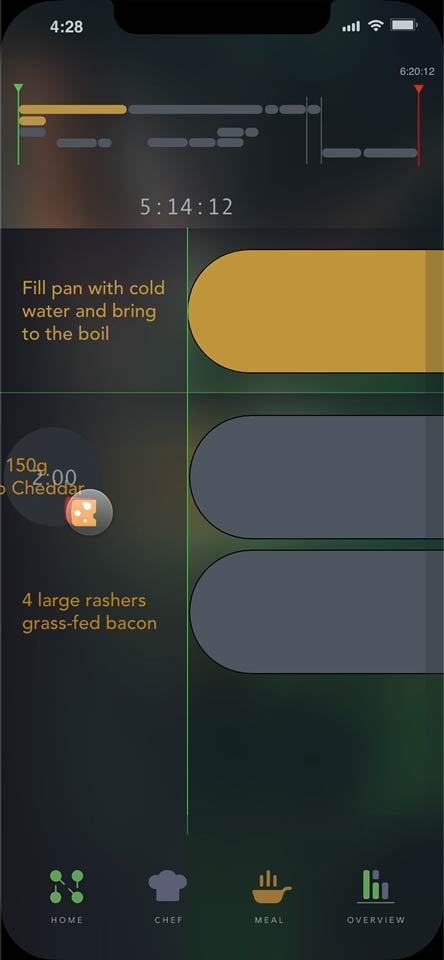 4:28
6:20:12
5:14:12
Fill pan with cold
water and bring
to the boil
150g
2:00
Cheddar
4 large rashers
grass-fed bacon
HOME
CHEF
MEAL
OVERVIEW